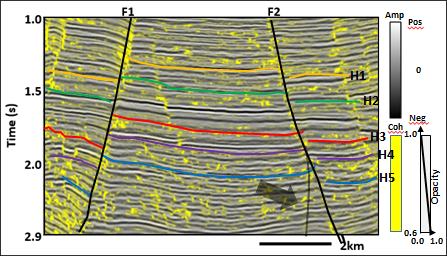 F1 F2
Amp
Pos
0
Neg
1.0
1.5
2.0
2.9
Time (s)
H1
H2
H3
H4
H5
2km
Coh
1.0
0.6
Opacity
0.0 1.0